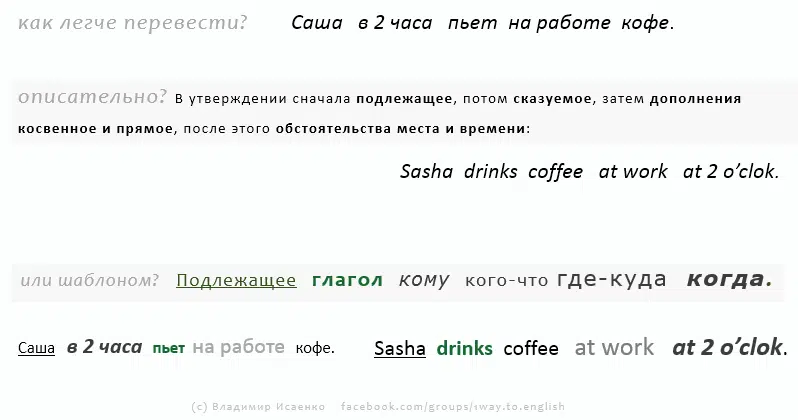 как легче перевести? Саша в 2 часа пьет на работе кофе.
описательно? В утверждении сначала подлежащее, потом сказуемое, затем дополнения
косвенное и прямое, после этого обстоятельства места и времени:
Sasha drinks coffee at work at 2 o’clok.
или шаблоном? Подлежащее глагол кому кого-что где-куда когда.
Саша в 2 часа пьет на работе кофе. Sasha drinks coffee at work at 2 o’clok.
(c) Владимир Исаенко facebook.com/groups/1way.to.english